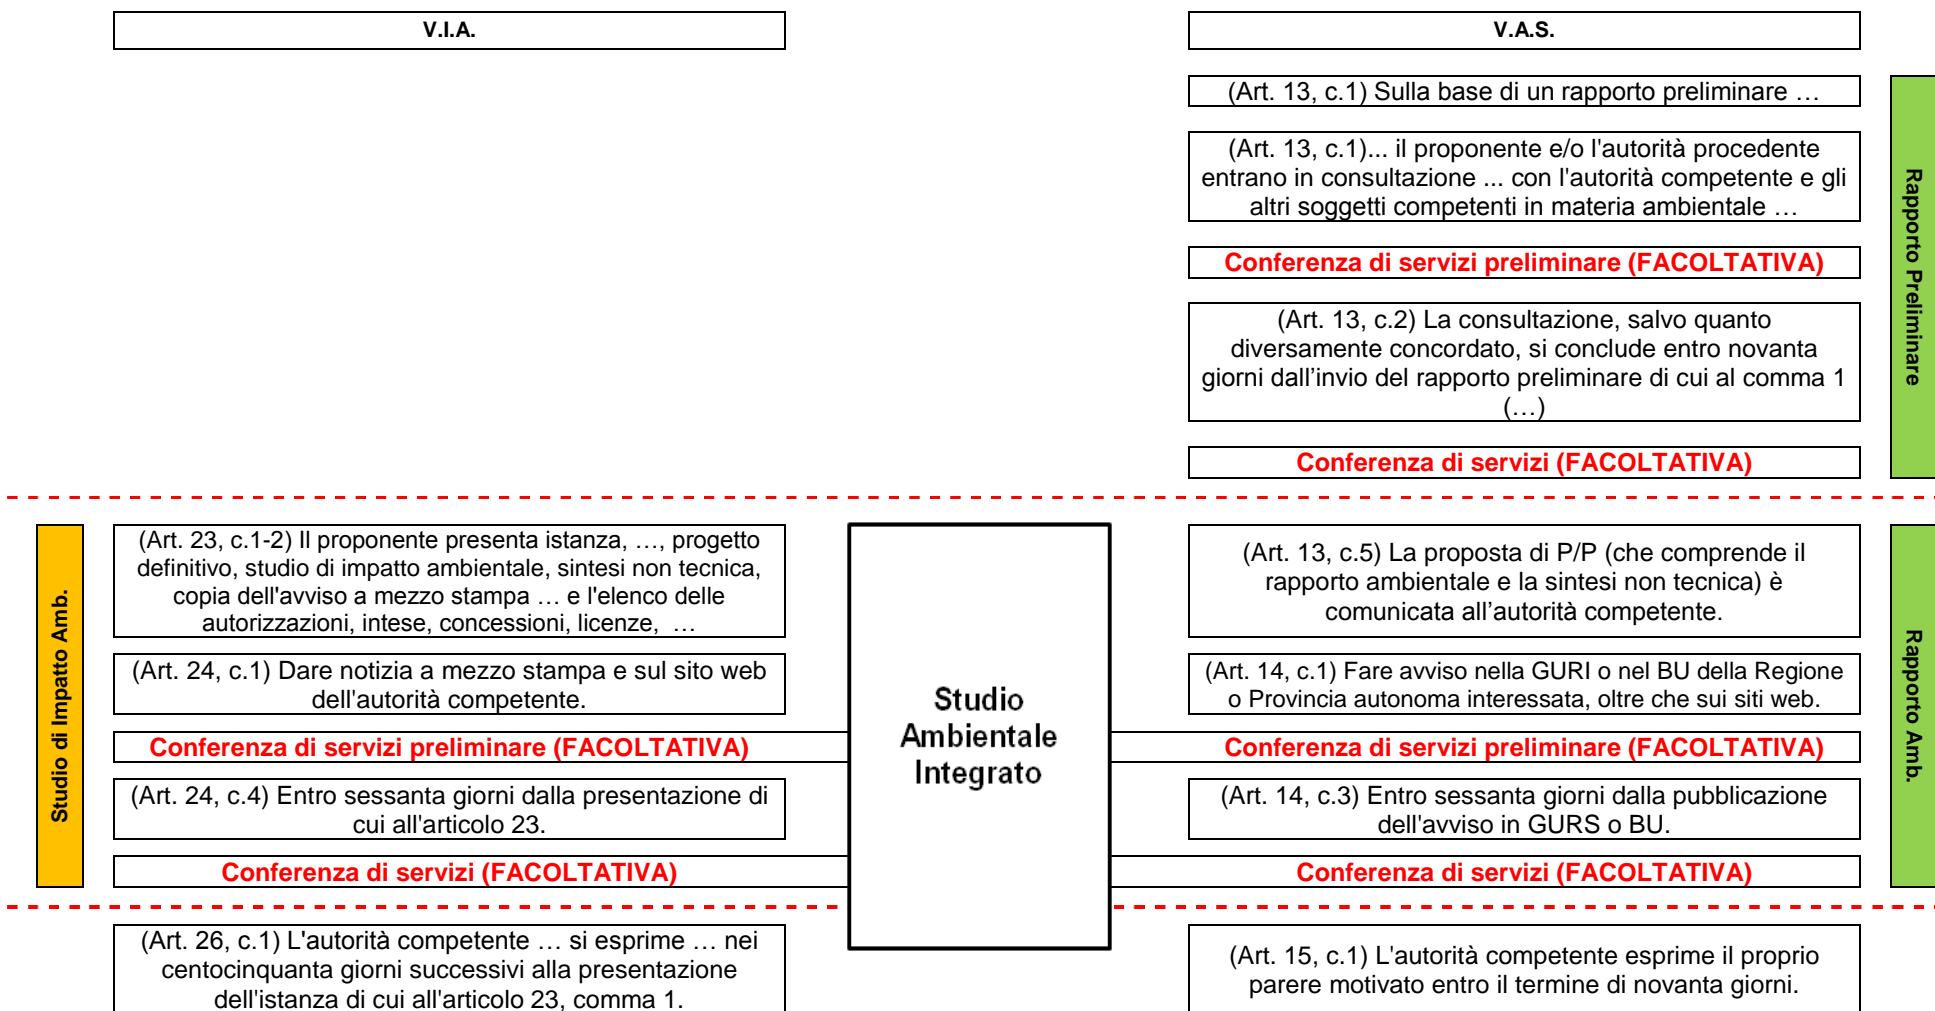 V.I.A.
V.A.S.
(Art. 13, c.1) Sulla base di un rapporto preliminare …
(Art. 13, c.1)... il proponente e/o l'autorità procedente
entrano in consultazione ... con l'autorità competente e gli
altri soggetti competenti in materia ambientale …
Conferenza di servizi preliminare (FACOLTATIVA)
(Art. 13, c.2) La consultazione, salvo quanto
diversamente concordato, si conclude entro novanta
giorni dall’invio del rapporto preliminare di cui al comma 1
(…)
Conferenza di servizi (FACOLTATIVA)
Rapporto Preliminare
Studio di Impatto Amb.
(Art. 23, c.1-2) Il proponente presenta istanza, …, progetto
definitivo, studio di impatto ambientale, sintesi non tecnica,
copia dell'avviso a mezzo stampa … e l'elenco delle
autorizzazioni, intese, concessioni, licenze, …
(Art. 24, c.1) Dare notizia a mezzo stampa e sul sito web
dell'autorità competente.
Conferenza di servizi preliminare (FACOLTATIVA)
(Art. 24, c.4) Entro sessanta giorni dalla presentazione di
cui all'articolo 23.
Conferenza di servizi (FACOLTATIVA)
Studio
Ambientale
Integrato
(Art. 13, c.5) La proposta di P/P (che comprende il
rapporto ambientale e la sintesi non tecnica) è
comunicata all’autorità competente.
(Art. 14, c.1) Fare avviso nella GURI o nel BU della Regione
o Provincia autonoma interessata, oltre che sui siti web.
Conferenza di servizi preliminare (FACOLTATIVA)
(Art. 14, c.3) Entro sessanta giorni dalla pubblicazione
dell'avviso in GURS o BU.
Conferenza di servizi (FACOLTATIVA)
Rapporto Amb.
(Art. 26, c.1) L'autorità competente … si esprime … nei
centocinquanta giorni successivi alla presentazione
dell'istanza di cui all'articolo 23, comma 1.
(Art. 15, c.1) L'autorità competente esprime il proprio
parere motivato entro il termine di novanta giorni.